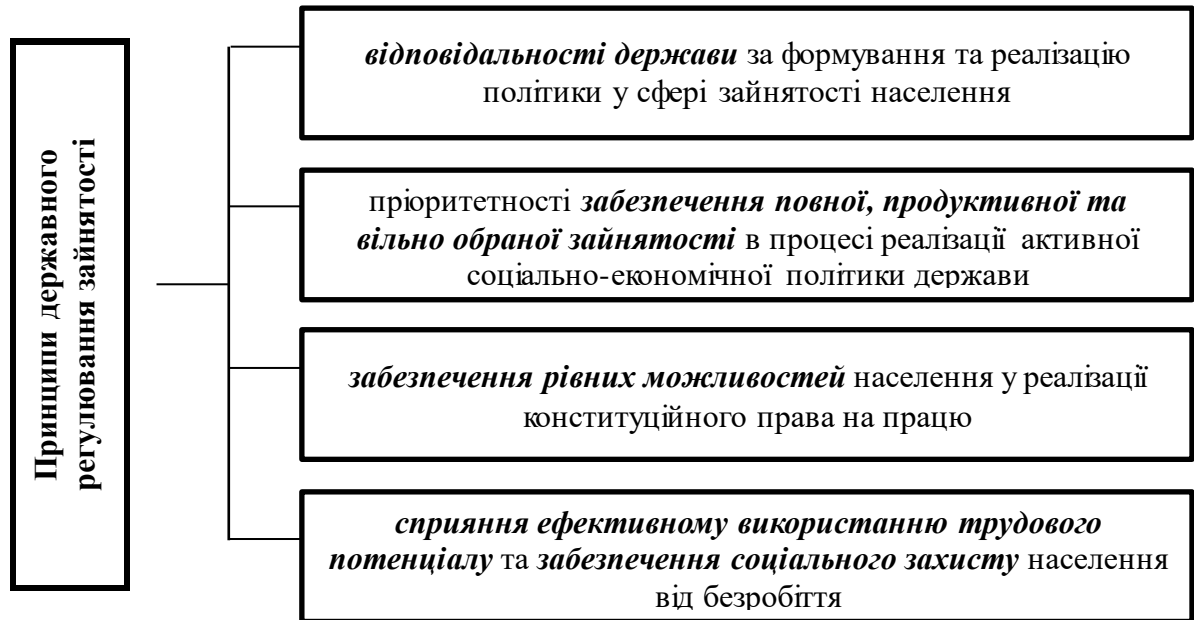 Принципи державного
регулювання зайнятості
відповідальності держави за формування та реалізацію
політики у сфері зайнятості населення
пріоритетності забезпечення повної, продуктивної та
вільно обраної зайнятості в процесі реалізації активної
соціально-економічної політики держави
забезпечення рівних можливостей населення у реалізації
конституційного права на працю
сприяння ефективному використанню трудового
потенціалу та забезпечення соціального захисту населення
від безробіття